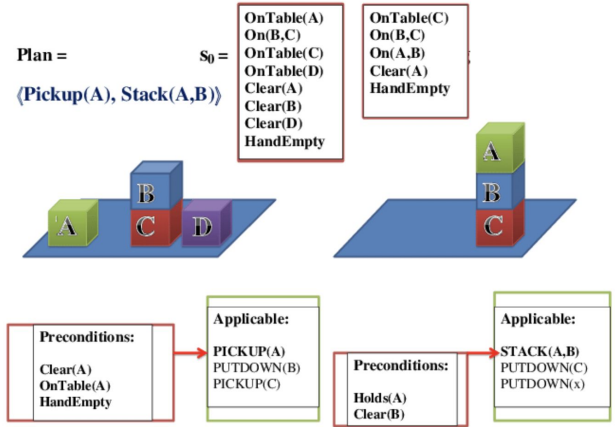 Plan =
⟨Pickup(A), Stack(A,B)⟩
s0 =
OnTable(A)
On(B,C)
OnTable(C)
OnTable(D)
Clear(A)
Clear(B)
Clear(D)
HandEmpty
OnTable(C)
On(B,C)
On(A,B)
Clear(A)
HandEmpty
A
B
C
D
A
B
C
Preconditions:
Clear(A)
OnTable(A)
HandEmpty
Applicable:
PICKUP(A)
PUTDOWN(B)
PICKUP(C)
Preconditions:
Holds(A)
Clear(B)
Applicable:
STACK(A,B)
PUTDOWN(C)
PUTDOWN(x)